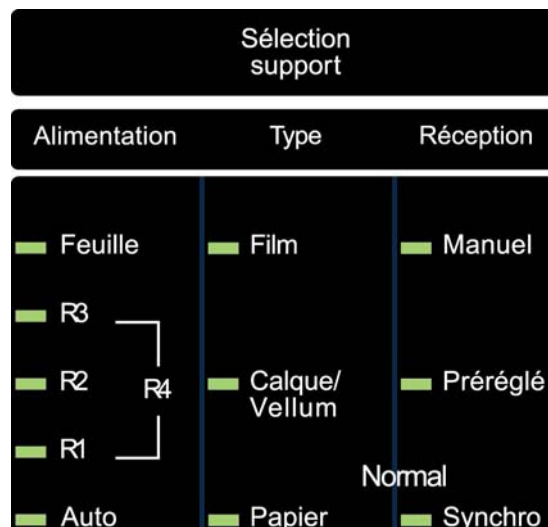 Sélection
support
Alimentation Type Réception
Feuille Film Manuel
R3
R2 R4 Calque/ Préréglé
Vellum
R1
Normal
Auto Papier Synchro